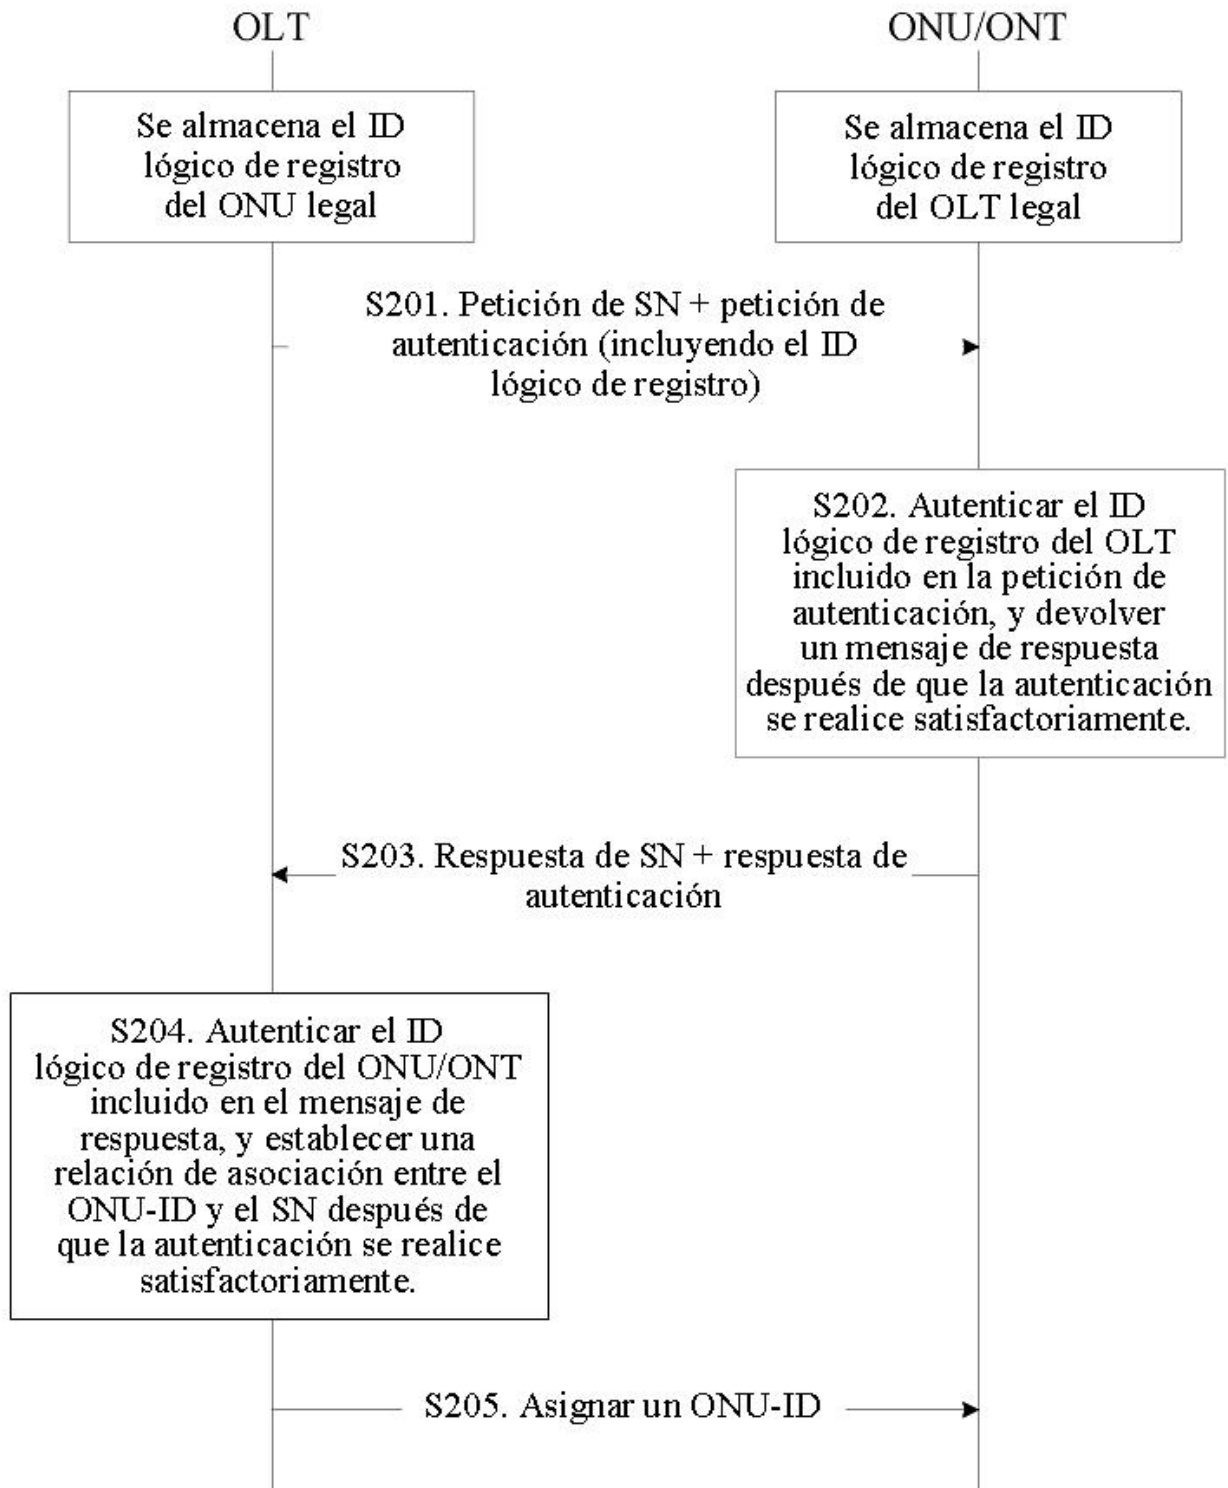 OLT
ONU/ONT
Se almacena el ID
lógico de registro
del ONU legal
Se almacena el ID
lógico de registro
del OLT legal
S201. Petición de SN + petición de
autenticación (incluyendo el ID
lógico de registro)
S202. Autenticar el ID
lógico de registro del OLT
incluido en la petición de
autenticación, y devolver
un mensaje de respuesta
después de que la autenticación
se realice satisfactoriamente.
S203. Respuesta de SN + respuesta de
autenticación
S204. Autenticar el ID
lógico de registro del ONU/ONT
incluido en el mensaje de
respuesta, y establecer una
relación de asociación entre el
ONU-ID y el SN después de
que la autenticación se realice
satisfactoriamente.
S205. Asignar un ONU-ID